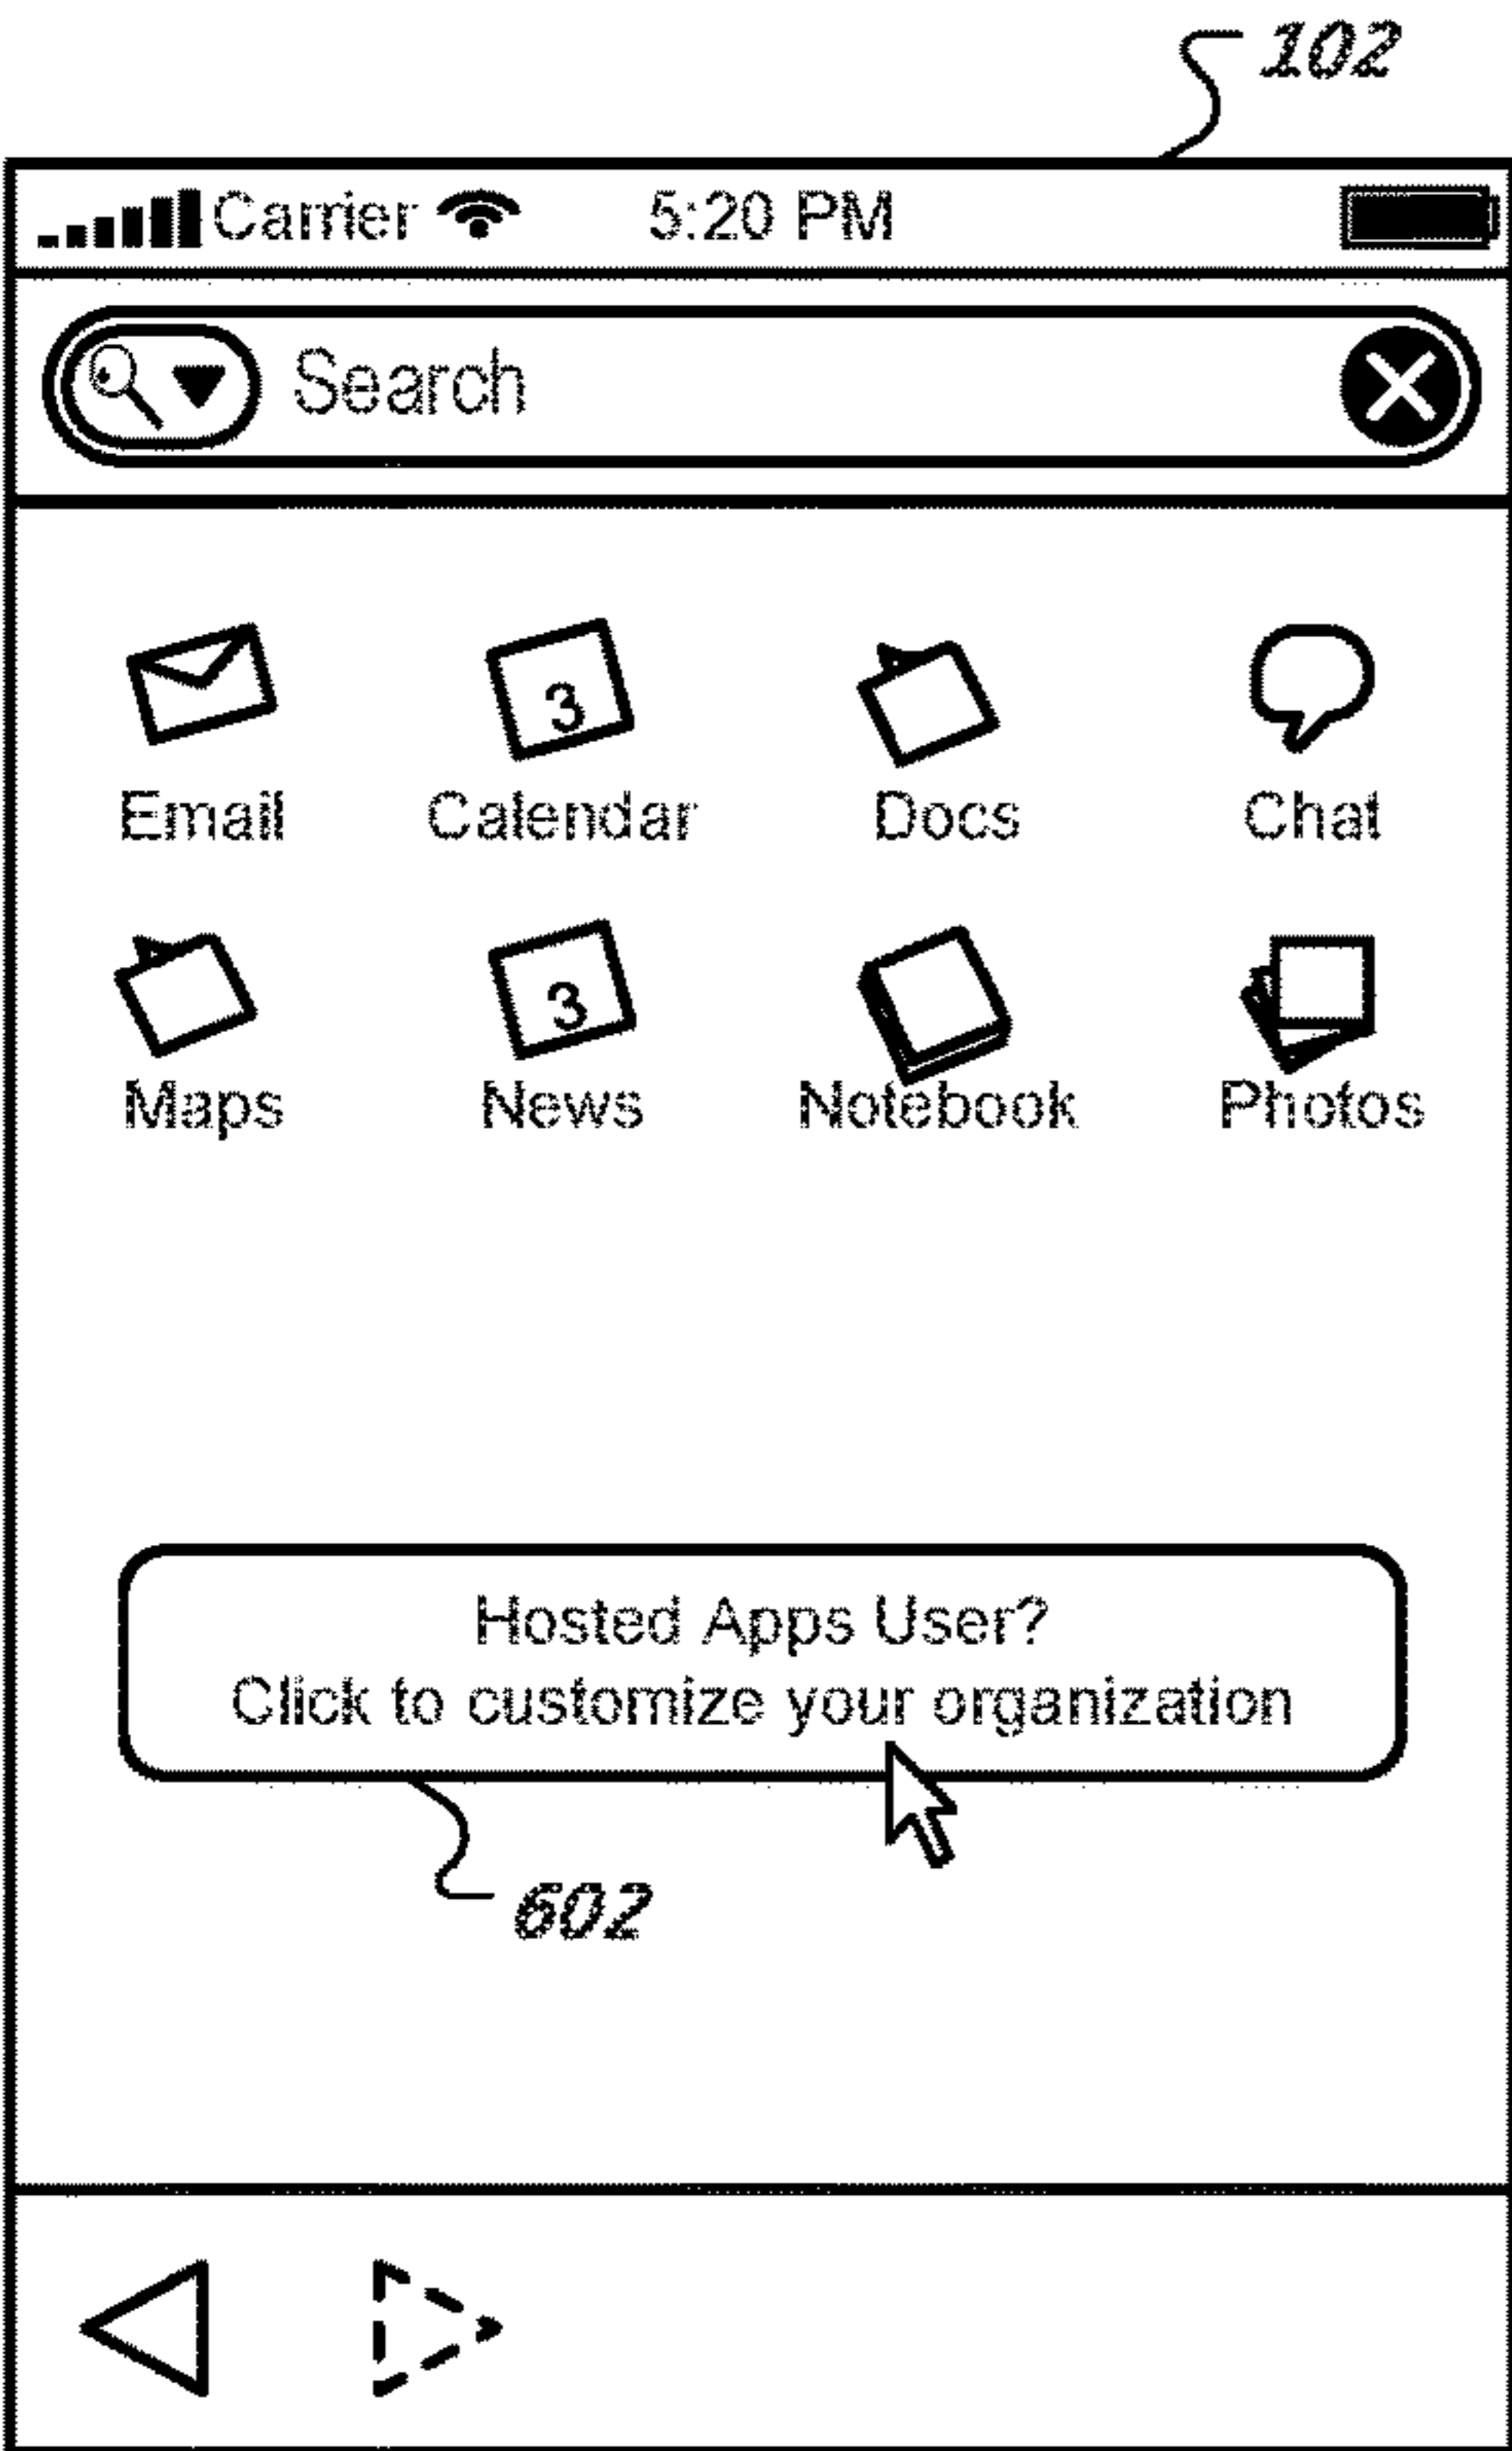 102
Carrier 5:20 PM
Search
3
Email Calendar Docs Chat
3
Maps News Notebook Photos
Hosted Apps User?
Click to customize your organization
602